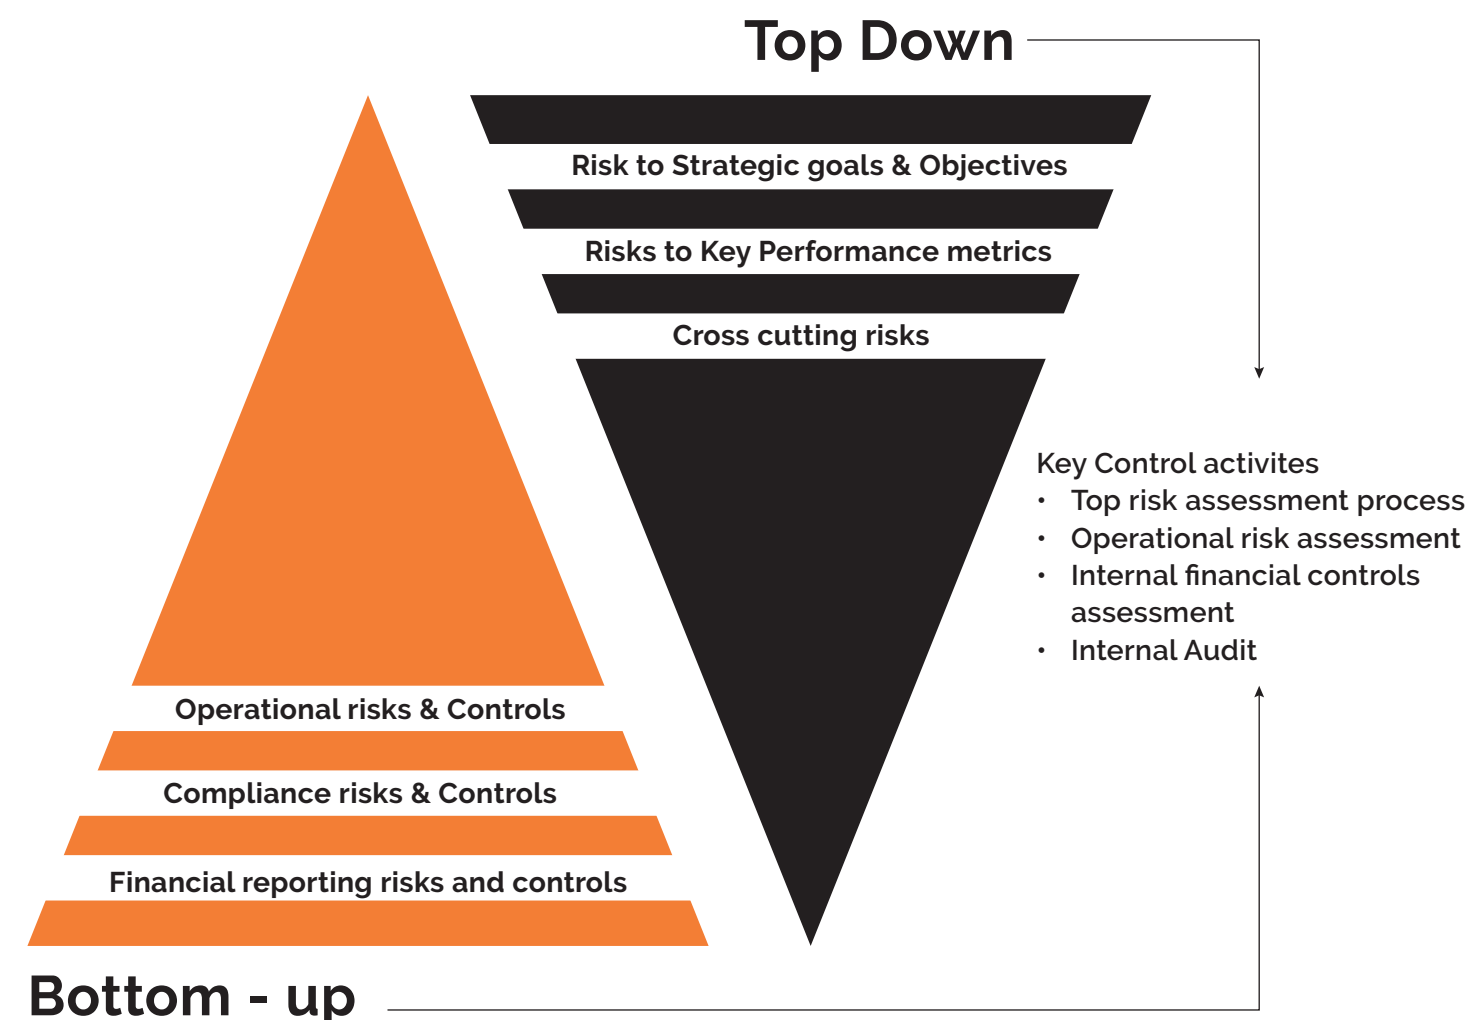 Top Down
Risk to Strategic goals & Objectives
Risks to Key Performance metrics
Cross cutting risks
Key Control activites
• Top risk assessment process
• Operational risk assessment
• Internal financial controls
assessment
• Internal Audit
Operational risks & Controls
Compliance risks & Controls
Financial reporting risks and controls
Bottom - up